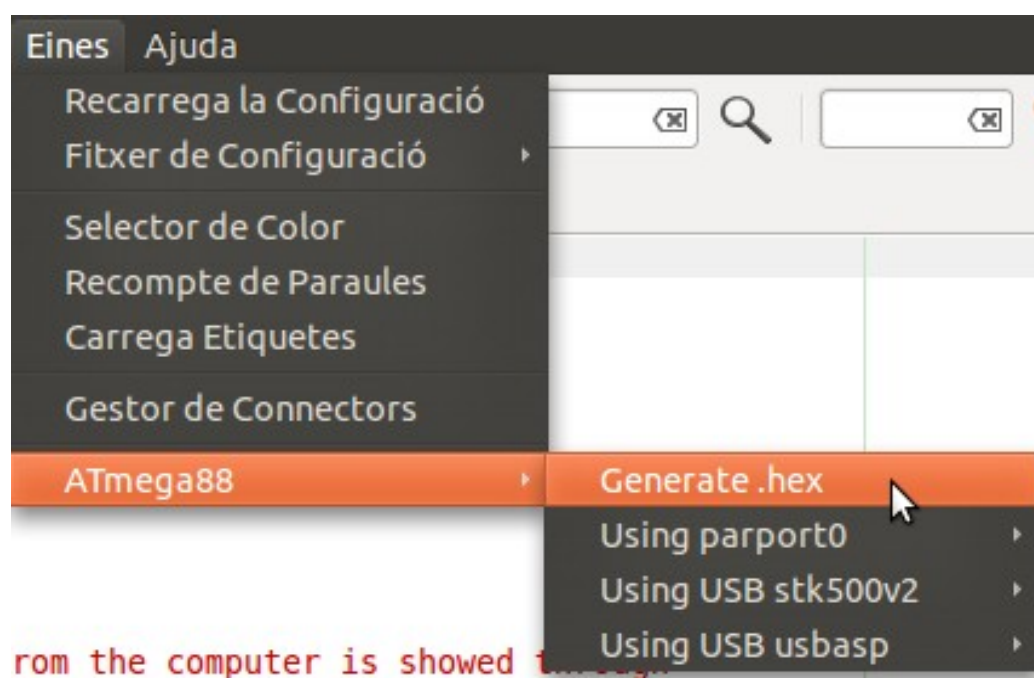 Eines Ajuda
Recarrega la Configuració
Fitxer de Configuració
Selector de Color
Recompte de Paraules
Carrega Etiquetes
Gestor de Connectors
ATmega88
Generate .hex
Using parport0
Using USB stk500v2
Using USB usbasp
rom the computer is showed through